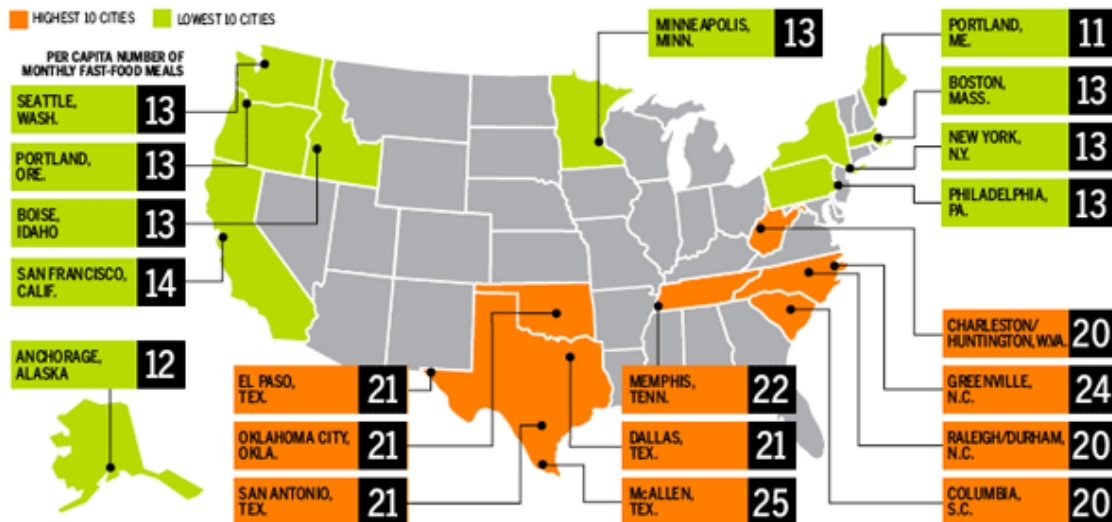 HIGHEST 10 CITIES
LOWEST 10 CITIES
PER CAPITA NUMBER OF
MONTHLY FAST-FOOD MEALS
SEATTLE,
WASH.
13
PORTLAND,
ORE.
13
BOISE,
IDAHO
13
SAN FRANCISCO,
CALIF.
14
ANCHORAGE,
ALASKA
12
MINNEAPOLIS,
MINN.
13
PORTLAND,
ME.
11
BOSTON,
MASS.
13
NEW YORK,
N.Y.
13
PHILADELPHIA,
PA.
13
EL PASO,
TEX.
21
OKLAHOMA CITY,
OKLA.
21
SAN ANTONIO,
TEX.
21
MEMPHIS,
TENN.
22
DALLAS,
TEX.
21
McALLEN,
TEX.
25
CHARLESTON/
HUNTINGTON, W.VA.
20
GREENVILLE,
N.C.
24
RALEIGH/DURHAM,
N.C.
20
COLUMBIA,
S.C.
20